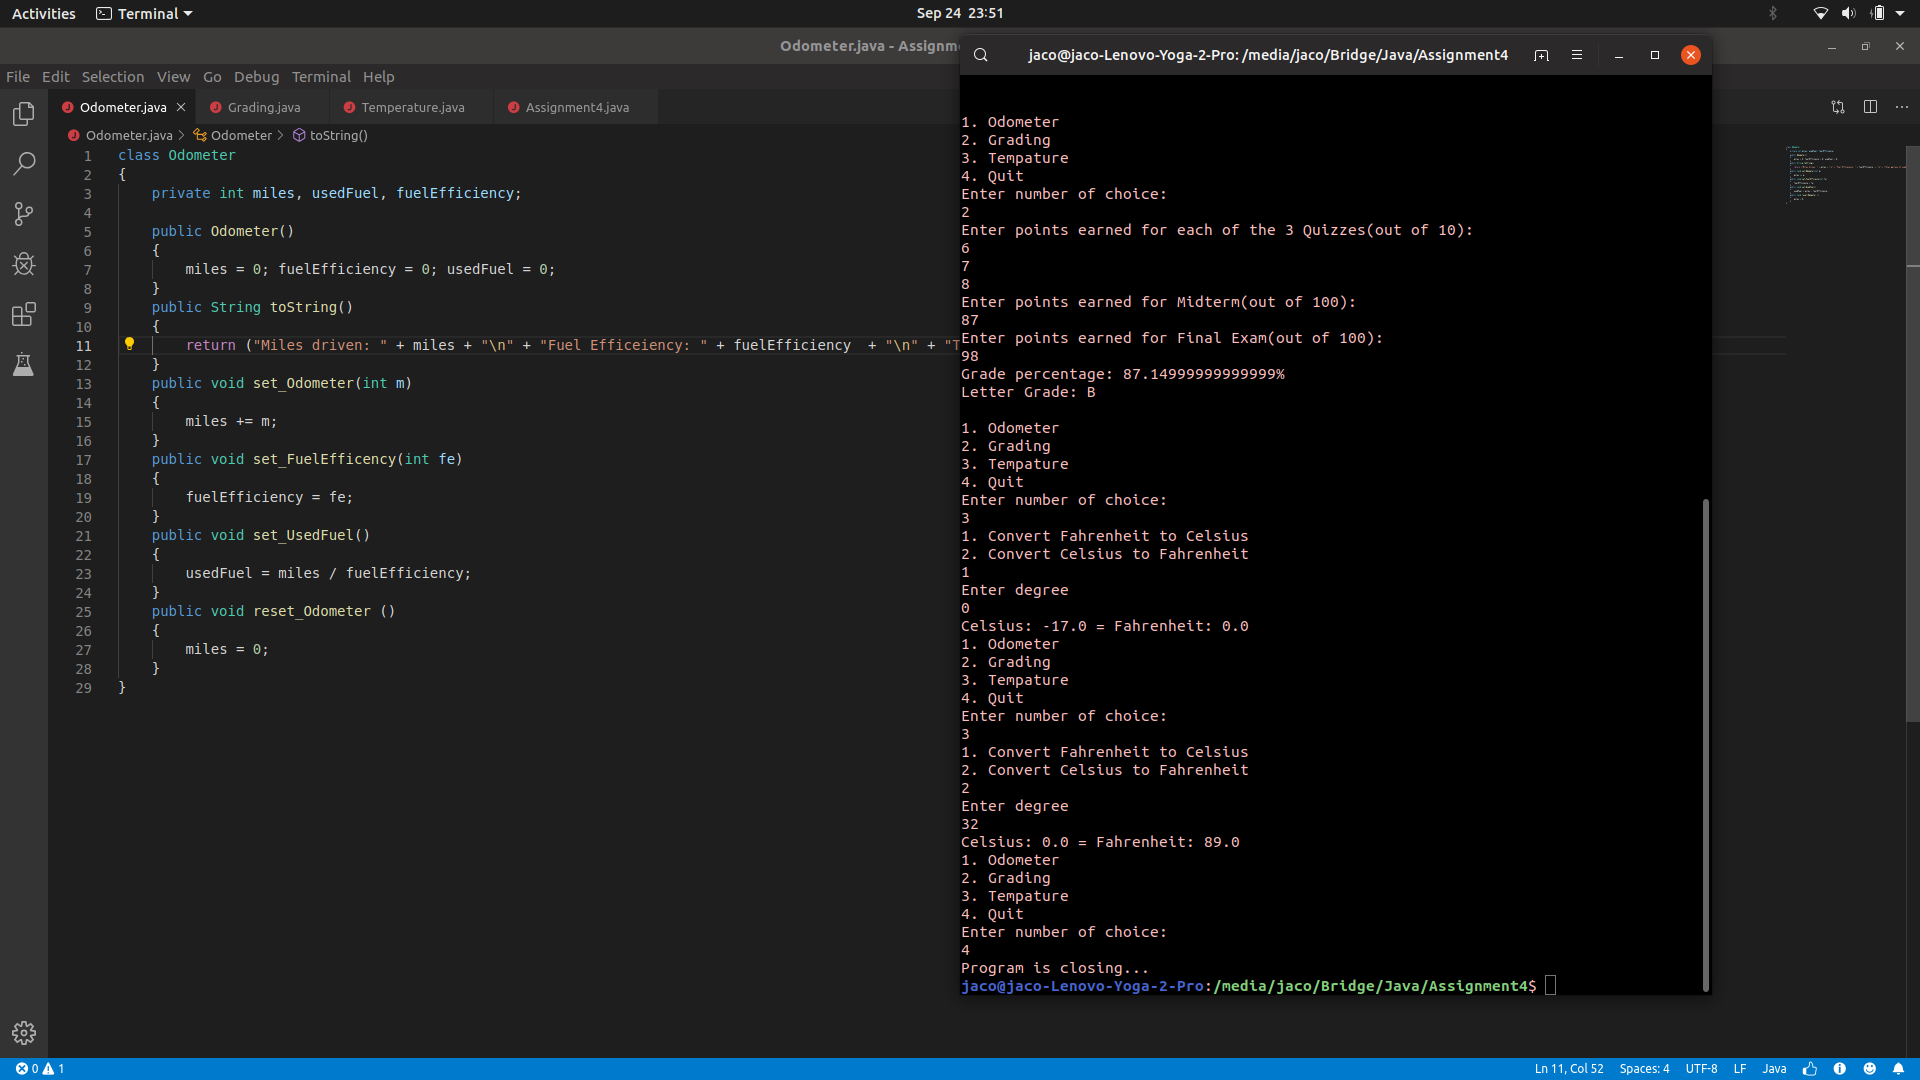 Activities Terminal Sep 24 23:51
Odometer.java - Assignm
File Edit Selection View Go Debug Terminal Help
Odometer.java Grading.java Temperature.java Assignment4.java
Odometer.java > Odometer > toString()
1 class Odometer
2 {
3 private int miles, usedFuel, fuelEfficiency;
4
5 public Odometer()
6 {
7 miles = 0; fuelEfficiency = 0; usedFuel = 0;
8 }
9 public String toString()
10 {
11 return ("Miles driven: " + miles + "\n" + "Fuel Efficeiency: " + fuelEfficiency  + "\n" + "T
12 }
13 public void set_Odometer(int m)
14 {
15 miles += m;
16 }
17 public void set_FuelEfficency(int fe)
18 {
19 fuelEfficiency = fe;
20 }
21 public void set_UsedFuel()
22 {
23 usedFuel = miles / fuelEfficiency;
24 }
25 public void reset_Odometer ()
26 {
27 miles = 0;
28 }
29 }
jaco@jaco-Lenovo-Yoga-2-Pro: /media/jaco/Bridge/Java/Assignment4
1. Odometer
2. Grading
3. Tempature
4. Quit
Enter number of choice:
2
Enter points earned for each of the 3 Quizzes(out of 10):
6
7
8
Enter points earned for Midterm(out of 100):
87
Enter points earned for Final Exam(out of 100):
98
Grade percentage: 87.14999999999999%
Letter Grade: B
1. Odometer
2. Grading
3. Tempature
4. Quit
Enter number of choice:
3
1. Convert Fahrenheit to Celsius
2. Convert Celsius to Fahrenheit
1
Enter degree
0
Celsius: -17.0 = Fahrenheit: 0.0
1. Odometer
2. Grading
3. Tempature
4. Quit
Enter number of choice:
3
1. Convert Fahrenheit to Celsius
2. Convert Celsius to Fahrenheit
2
Enter degree
32
Celsius: 0.0 = Fahrenheit: 89.0
1. Odometer
2. Grading
3. Tempature
4. Quit
Enter number of choice:
4
Program is closing...
jaco@jaco-Lenovo-Yoga-2-Pro:/media/jaco/Bridge/Java/Assignment4$
0 1 Ln 11, Col 52 Spaces: 4 UTF-8 LF Java